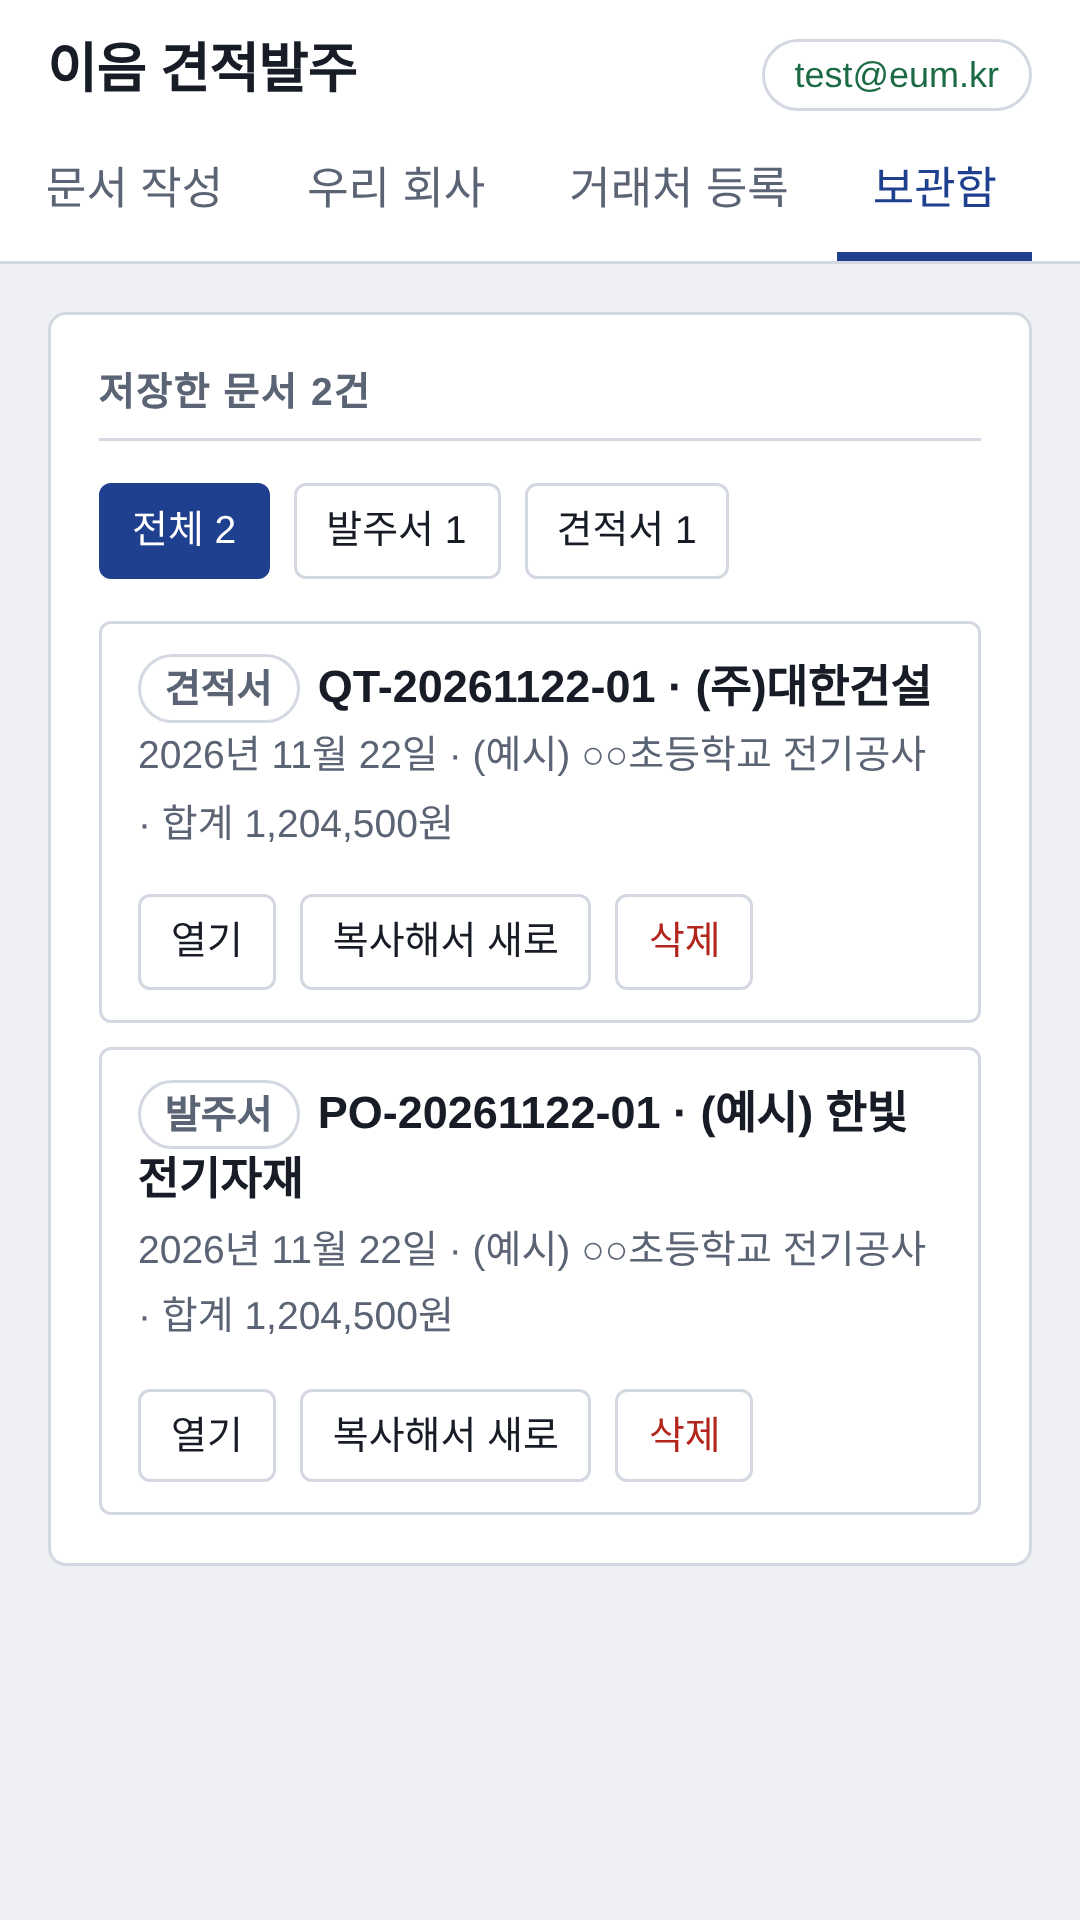 이음 견적발주
test@eum.kr
문서 작성 우리 회사 거래처 등록 보관함
저장한 문서 2건
전체 2 발주서 1 견적서 1
견적서 QT-20261122-01 · (주)대한건설
2026년 11월 22일 · (예시) ○○초등학교 전기공사
· 합계 1,204,500원
열기 복사해서 새로 삭제
발주서 PO-20261122-01 · (예시) 한빛
전기자재
2026년 11월 22일 · (예시) ○○초등학교 전기공사
· 합계 1,204,500원
열기 복사해서 새로 삭제